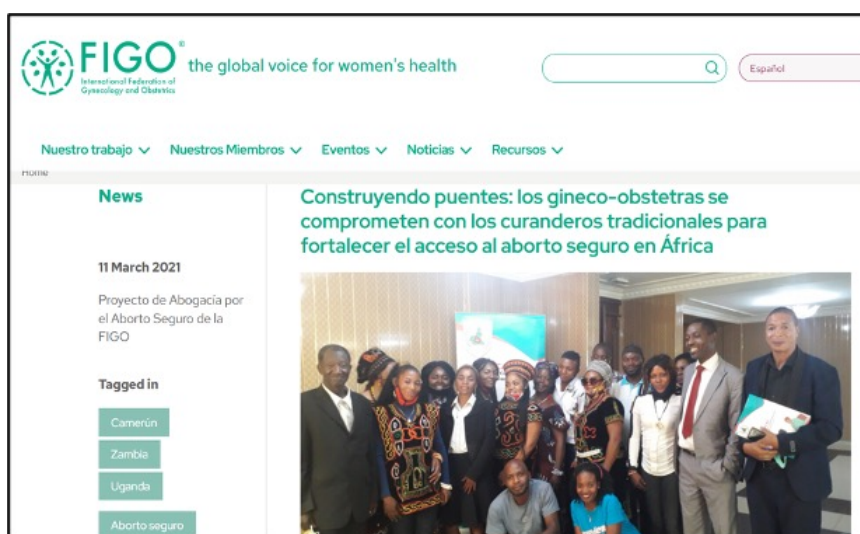 FIGO
International Federation of
Gynecology and Obstetrics
the global voice for women's health
Español
Nuestro trabajo
Nuestros Miembros
Eventos
Noticias
Recursos
Home
News
11 March 2021
Proyecto de Abogacía por
el Aborto Seguro de la
FIGO
Tagged in
Camerún
Zambia
Uganda
Aborto seguro
Construyendo puentes: los gineco-obstetras se
comprometen con los curanderos tradicionales para
fortalecer el acceso al aborto seguro en África